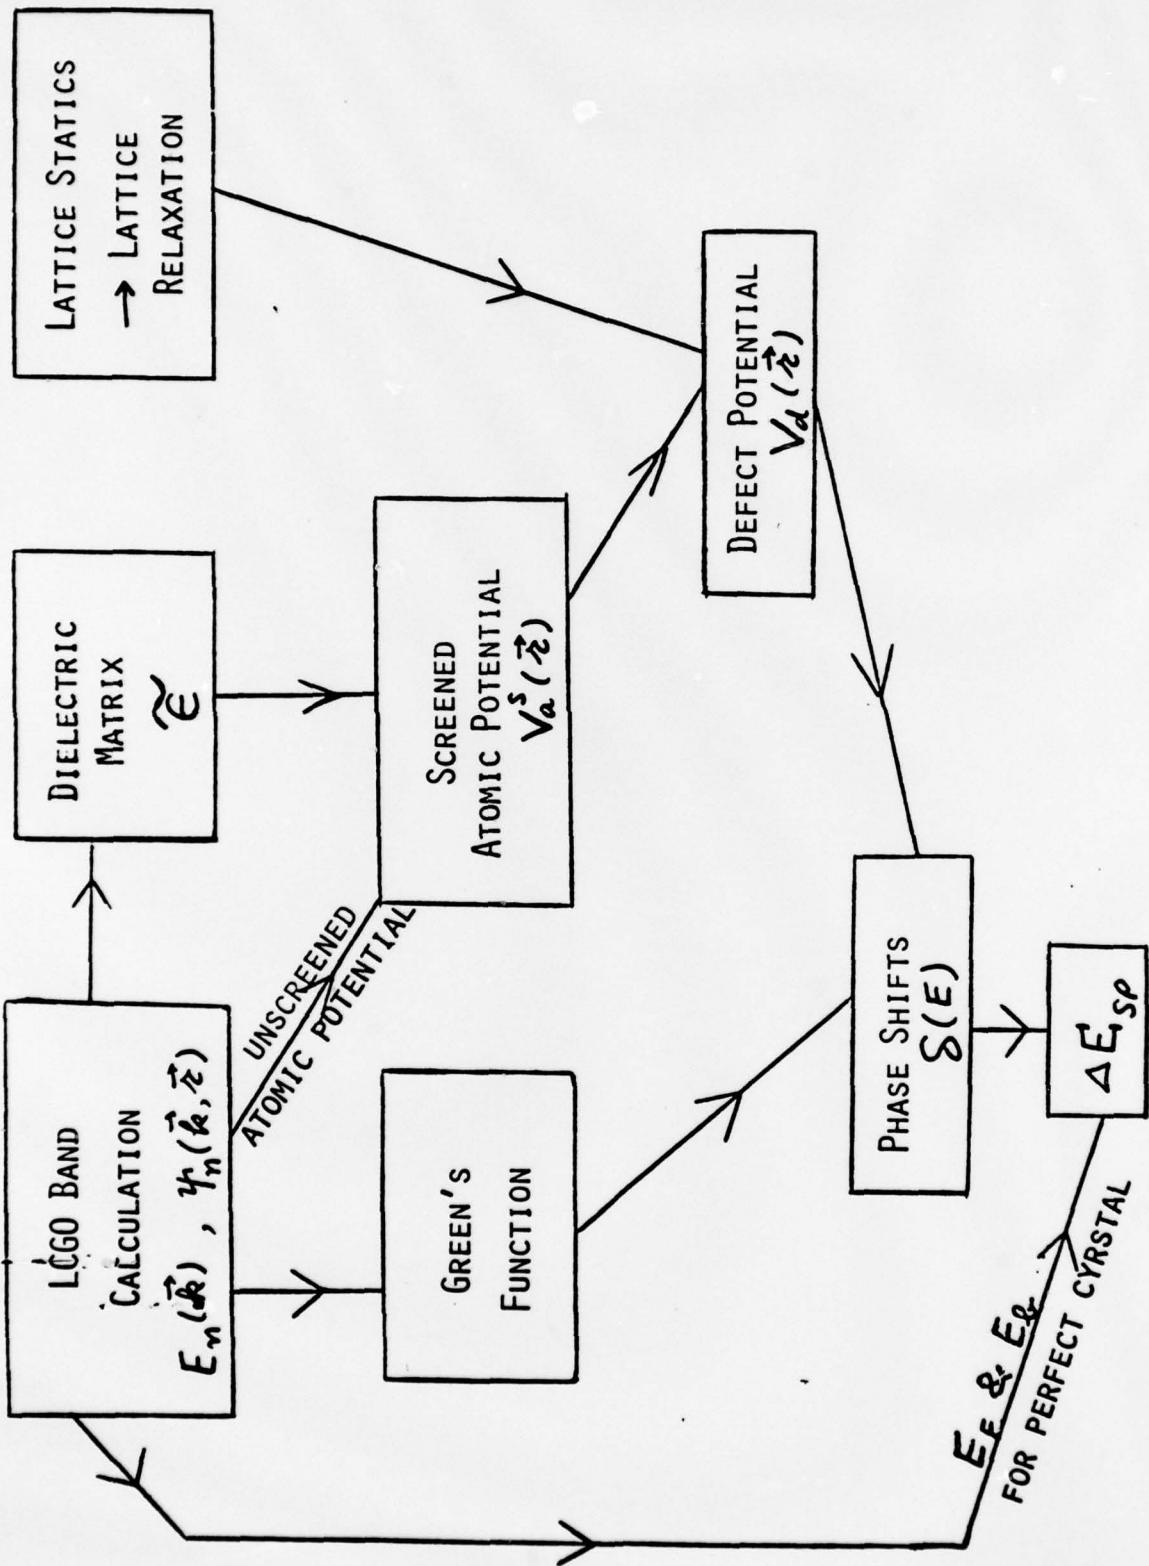 LCGO BAND
CALCULATION
Eₙ(k⃗) , ψₙ(k⃗, r⃗)
DIELECTRIC
MATRIX
ε̃
LATTICE STATICS
→ LATTICE
RELAXATION
UNSCREENED
ATOMIC POTENTIAL
GREEN'S
FUNCTION
SCREENED
ATOMIC POTENTIAL
Vₐˢ(r⃗)
DEFECT POTENTIAL
V_d(r⃗)
PHASE SHIFTS
δ(E)
E_F & E_b
FOR PERFECT CYRSTAL
ΔE_SP